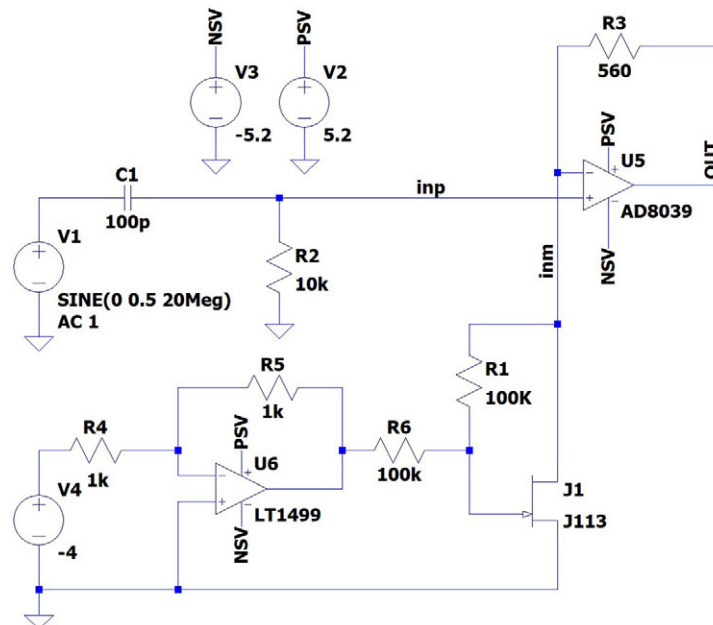 NSV
PSV
R3
560
V3
V2
-5.2
5.2
PSV
U5
OUT
C1
100p
inp
AD8039
V1
R2
10k
inm
NSV
SINE(0 0.5 20Meg)
AC 1
R5
1k
R1
100K
R4
1k
PSV
U6
R6
100k
V4
-4
LT1499
NSV
J1
J113